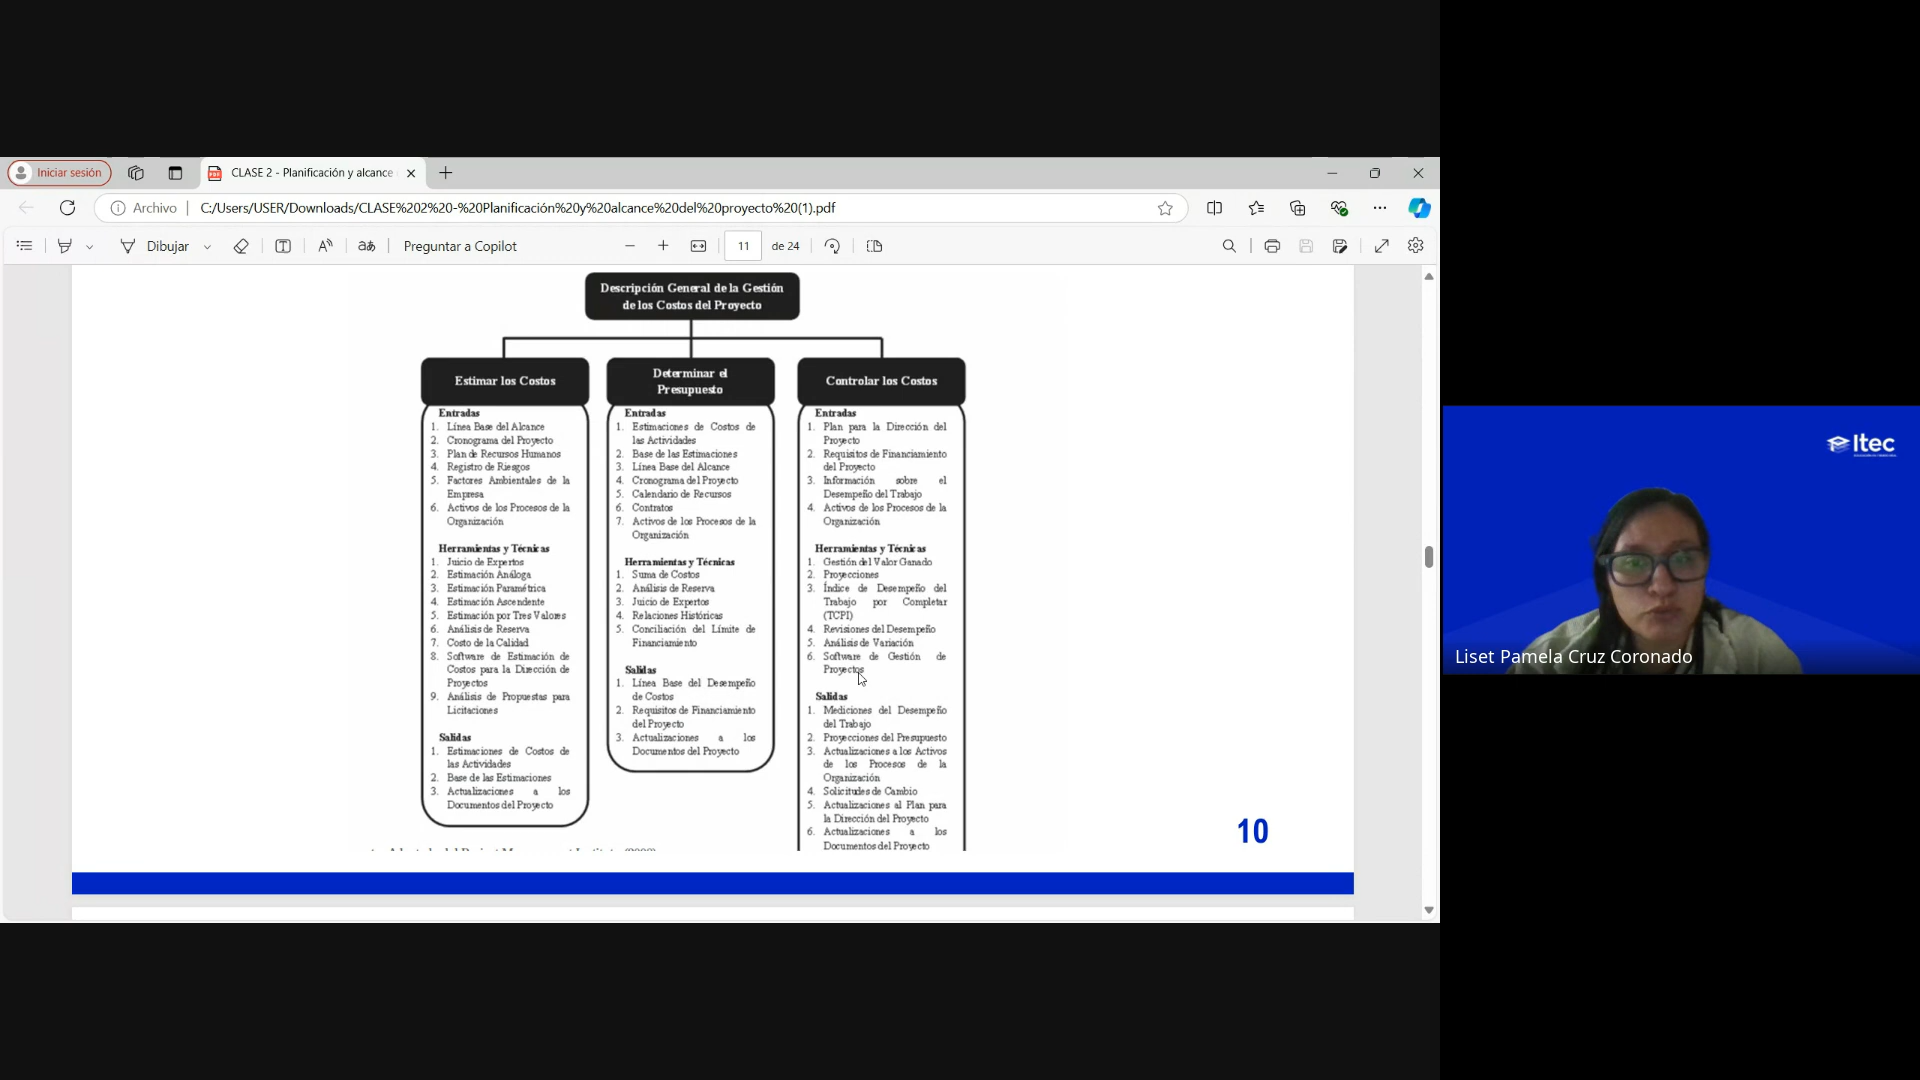 Iniciar sesión
CLASE 2 - Planificación y alcance
Archivo
C:/Users/USER/Downloads/CLASE%202%20-%20Planificación%20y%20alcance%20del%20proyecto%20(1).pdf
Dibujar
Preguntar a Copilot
11 de 24
Descripción General de la Gestión
de los Costos del Proyecto
Estimar los Costos
Entradas
1. Línea Base del Alcance
2. Cronograma del Proyecto
3. Plan de Recursos Humanos
4. Registro de Riesgos
5. Factores Ambientales de la
Empresa
6. Activos de los Procesos de la
Organización
Herramientas y Técnicas
1. Juicio de Expertos
2. Estimación Análoga
3. Estimación Paramétrica
4. Estimación Ascendente
5. Estimación por Tres Valores
6. Análisis de Reserva
7. Costo de la Calidad
8. Software de Estimación de
Costos para la Dirección de
Proyectos
9. Análisis de Propuestas para
Licitaciones
Salidas
1. Estimaciones de Costos de
las Actividades
2. Base de las Estimaciones
3. Actualizaciones a los
Documentos del Proyecto
Determinar el
Presupuesto
Entradas
1. Estimaciones de Costos de
las Actividades
2. Base de las Estimaciones
3. Línea Base del Alcance
4. Cronograma del Proyecto
5. Calendario de Recursos
6. Contratos
7. Activos de los Procesos de la
Organización
Herramientas y Técnicas
1. Suma de Costos
2. Análisis de Reserva
3. Juicio de Expertos
4. Relaciones Históricas
5. Conciliación del Límite de
Financiamiento
Salidas
1. Línea Base del Desempeño
de Costos
2. Requisitos de Financiamiento
del Proyecto
3. Actualizaciones a los
Documentos del Proyecto
Controlar los Costos
Entradas
1. Plan para la Dirección del
Proyecto
2. Requisitos de Financiamiento
del Proyecto
3. Información sobre el
Desempeño del Trabajo
4. Activos de los Procesos de la
Organización
Herramientas y Técnicas
1. Gestión del Valor Ganado
2. Proyecciones
3. Índice de Desempeño del
Trabajo por Completar
(TCPI)
4. Revisiones del Desempeño
5. Análisis de Variación
6. Software de Gestión de
Proyectos
Salidas
1. Mediciones del Desempeño
del Trabajo
2. Proyecciones del Presupuesto
3. Actualizaciones a los Activos
de los Procesos de la
Organización
4. Solicitudes de Cambio
5. Actualizaciones al Plan para
la Dirección del Proyecto
6. Actualizaciones a los
Documentos del Proyecto
10
Itec
Liset Pamela Cruz Coronado